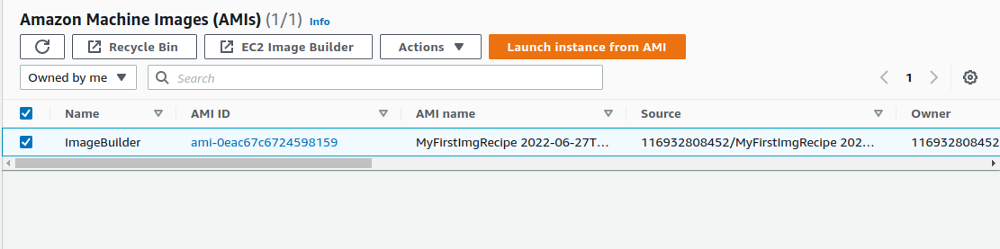 Amazon Machine Images (AMIs) (1/1) Info
Recycle Bin EC2 Image Builder Actions Launch instance from AMI
Owned by me Search 1
Name AMI ID AMI name Source Owner
ImageBuilder ami-0eac67c6724598159 MyFirstImgRecipe 2022-06-27T... 116932808452/MyFirstImgRecipe 202... 116932808452